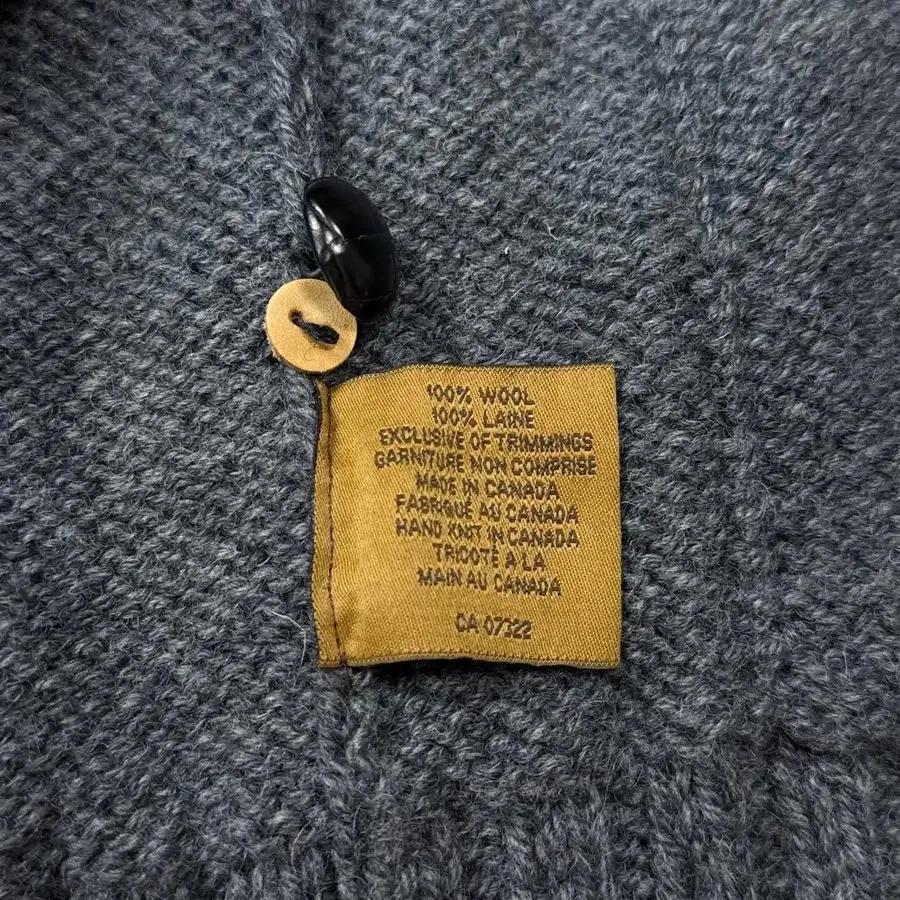 100% WOOL
100% LAINE
EXCLUSIVE OF TRIMMINGS
GARNITURE NON COMPRISE
MADE IN CANADA
FABRIQUÉ AU CANADA
HAND KNIT IN CANADA
TRICOTÉ A LA
MAIN AU CANADA
CA 07322